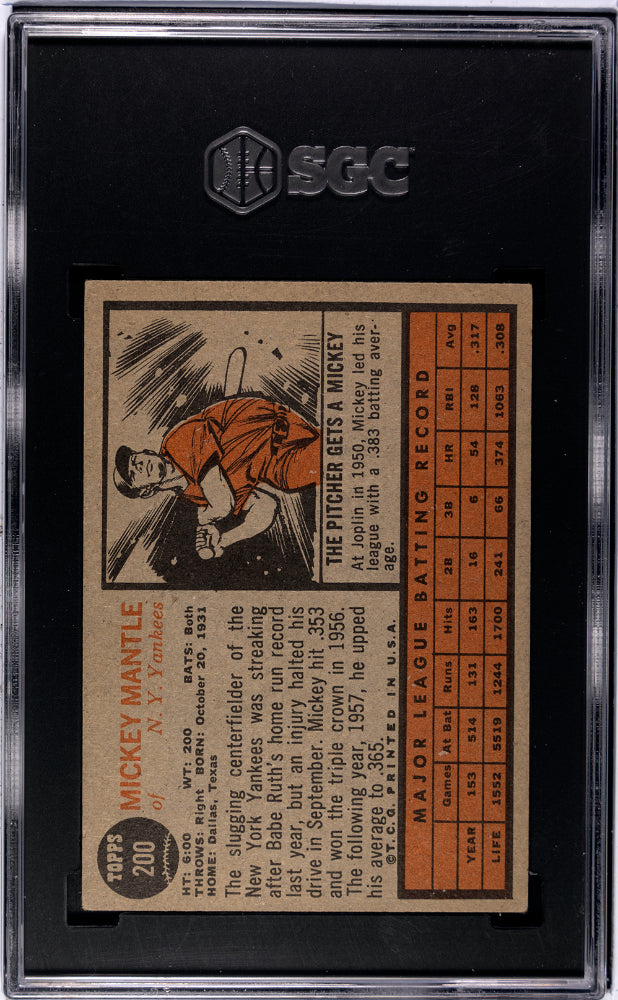 SGC
TOPPS
200
MICKEY MANTLE
of N. Y. Yankees
HT: 6:00 WT: 200 BATS: Both
THROWS: Right BORN: October 20, 1931
HOME: Dallas, Texas
The slugging centerfielder of the
New York Yankees was streaking
after Babe Ruth's home run record
last year, but an injury halted his
drive in September. Mickey hit .353
and won the triple crown in 1956.
The following year, 1957, he upped
his average to .365.
©T.C.G. PRINTED IN U.S.A.
THE PITCHER GETS A MICKEY
At Joplin in 1950, Mickey led his
league with a .383 batting aver-
age.
MAJOR LEAGUE BATTING RECORD
Games At Bat Runs Hits 2B 3B HR RBI Avg
YEAR 153 514 131 163 16 6 54 128 .317
LIFE 1552 5519 1244 1700 241 66 374 1063 .308